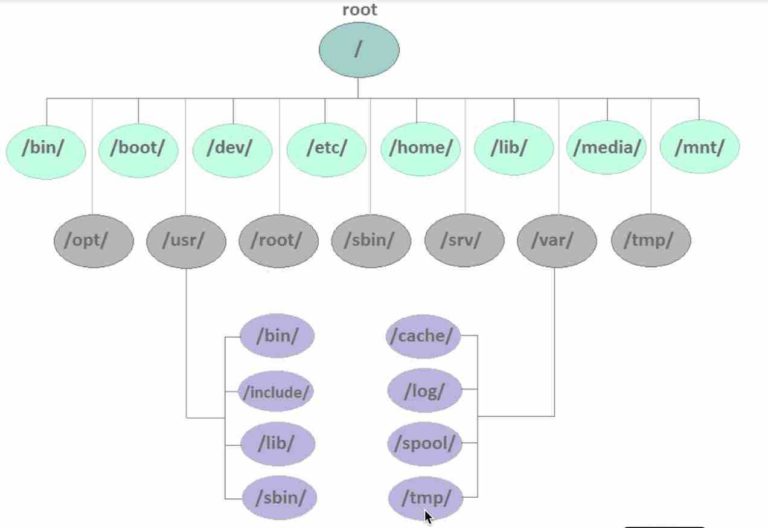 root
/
/bin/ /boot/ /dev/ /etc/ /home/ /lib/ /media/ /mnt/
/opt/ /usr/ /root/ /sbin/ /srv/ /var/ /tmp/
/bin/ /cache/
/include/ /log/
/lib/ /spool/
/sbin/ /tmp/